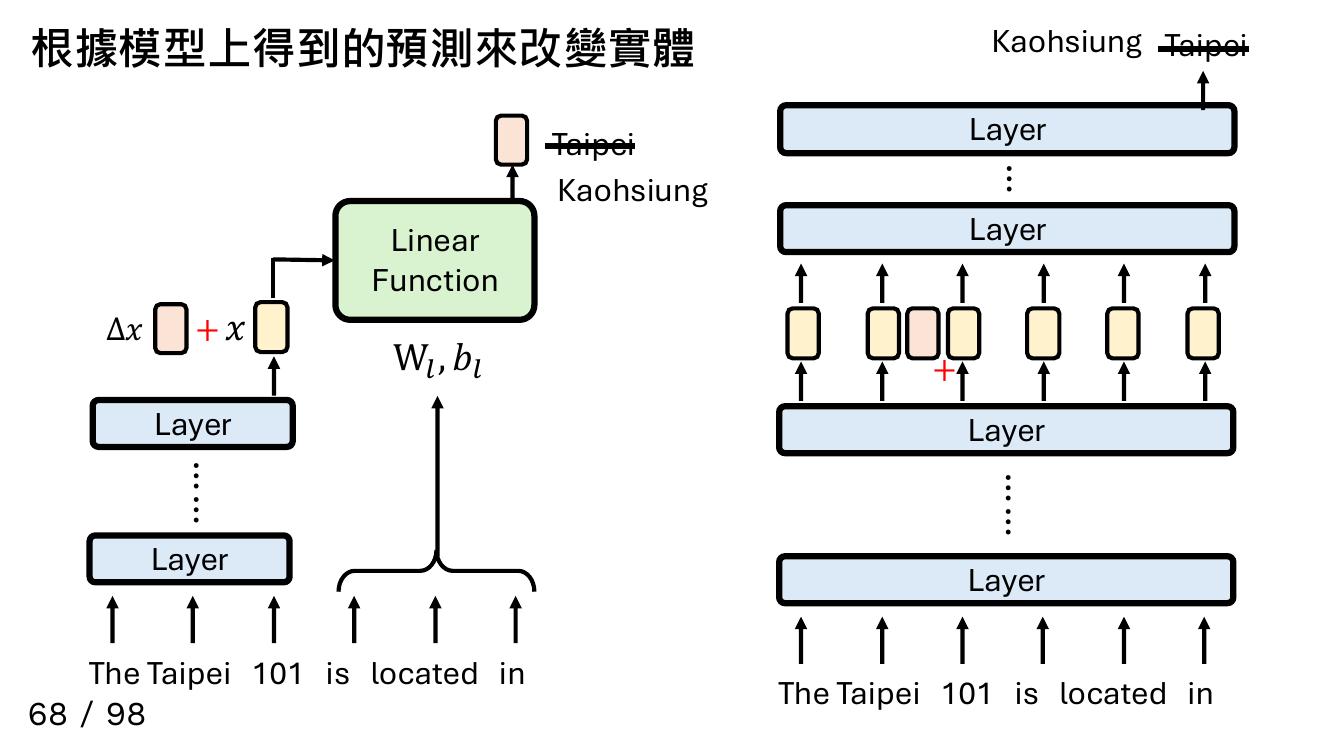 根據模型上得到的預測來改變實體
Taipei
Kaohsiung
Linear
Function
Δx + x
W_l, b_l
Layer
Layer
The Taipei 101 is located in
68 / 98
Kaohsiung Taipei
Layer
Layer
+
Layer
Layer
The Taipei 101 is located in